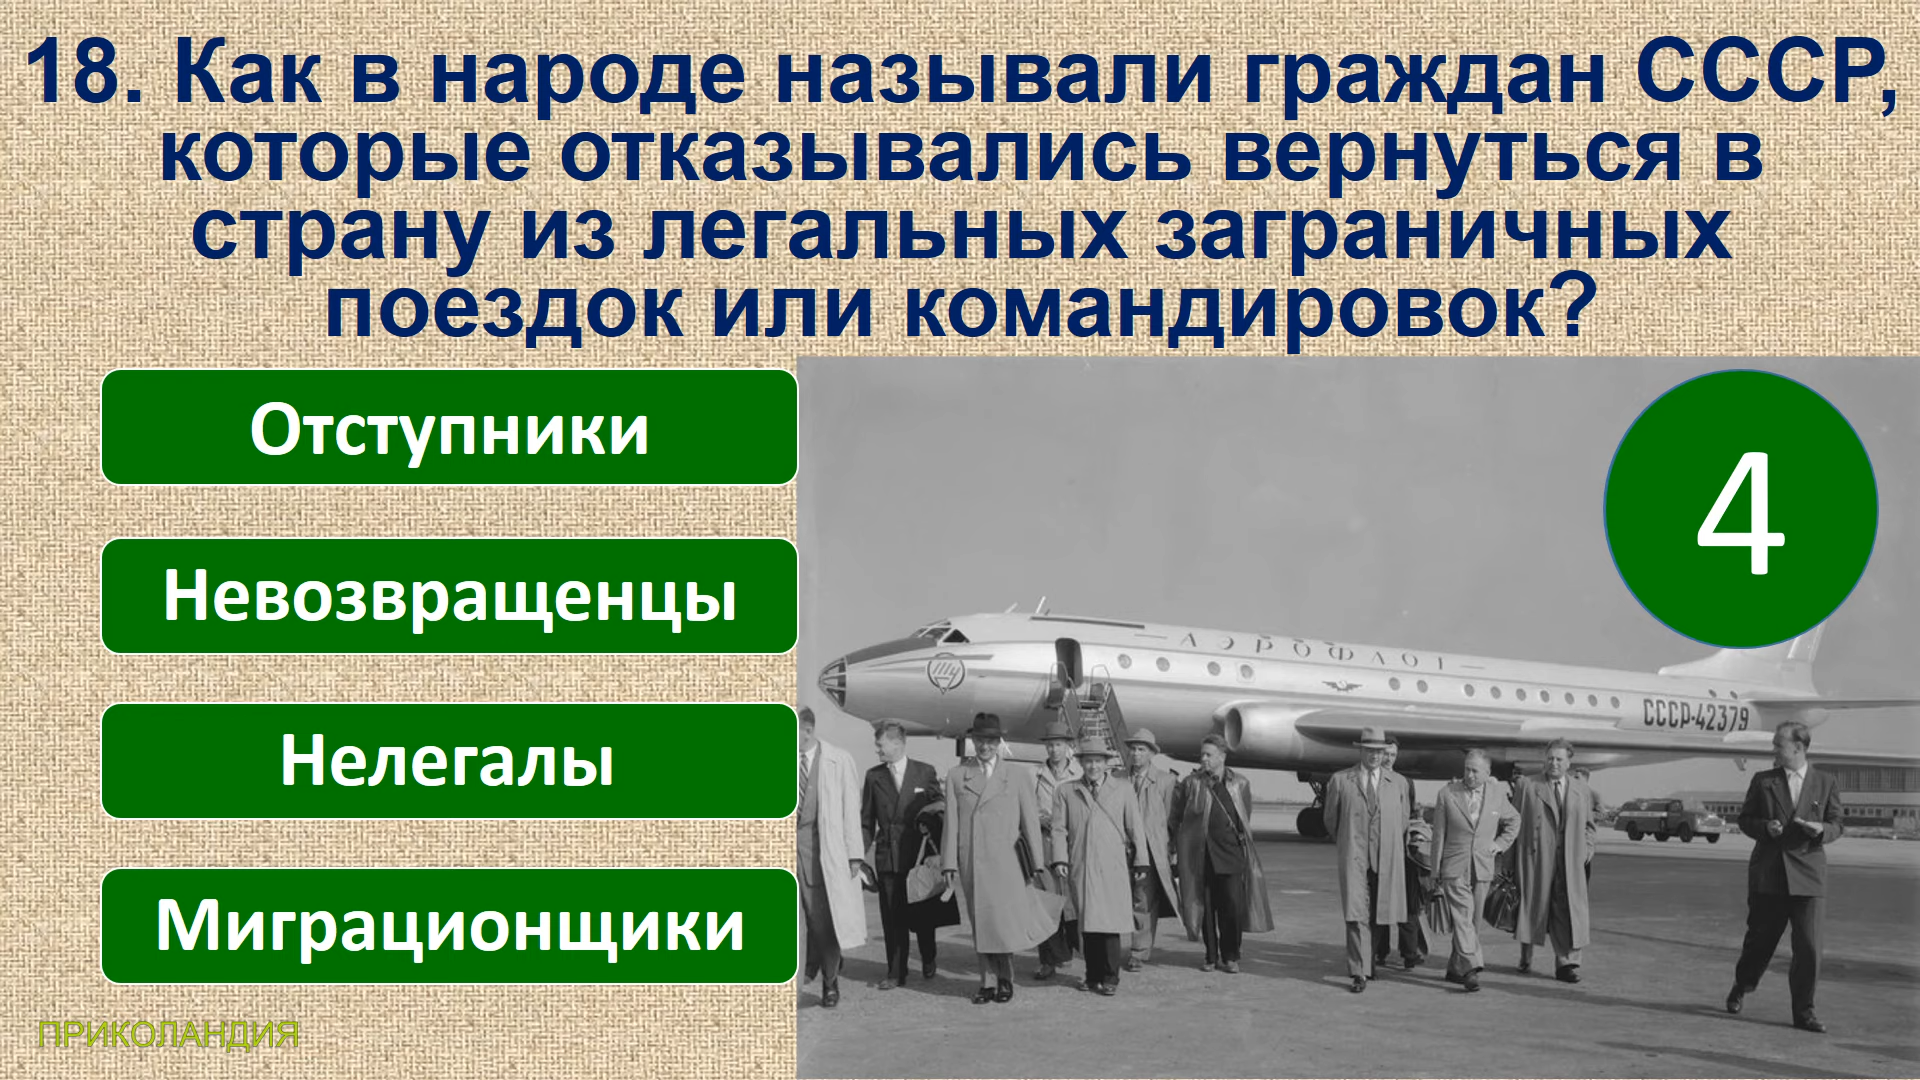 18. Как в народе называли граждан СССР,
которые отказывались вернуться в
страну из легальных заграничных
поездок или командировок?
Отступники
4
Невозвращенцы
Нелегалы
Миграционщики
АЭРОФЛОТ
СССР-42379
ПРИКОЛАНДИЯ